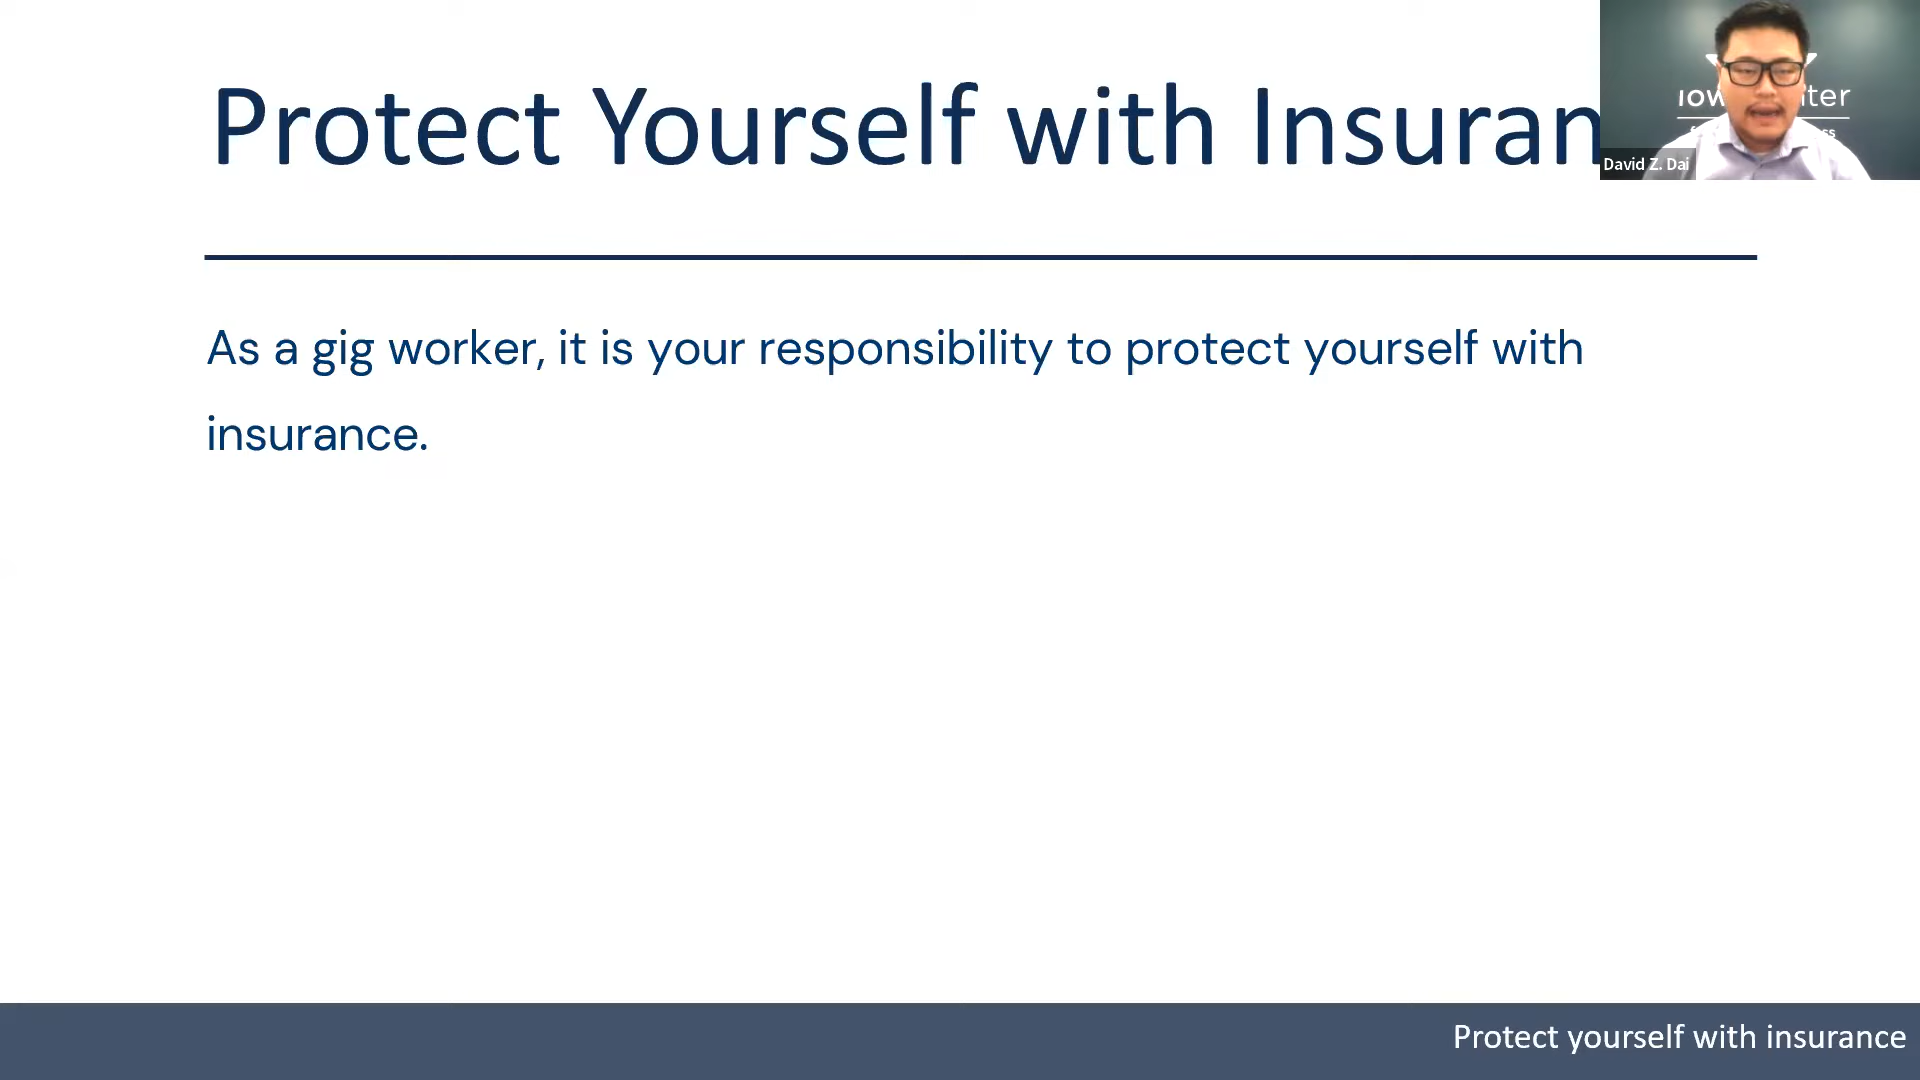 Protect Yourself with Insuran
David Z. Dai
As a gig worker, it is your responsibility to protect yourself with
insurance.
Protect yourself with insurance